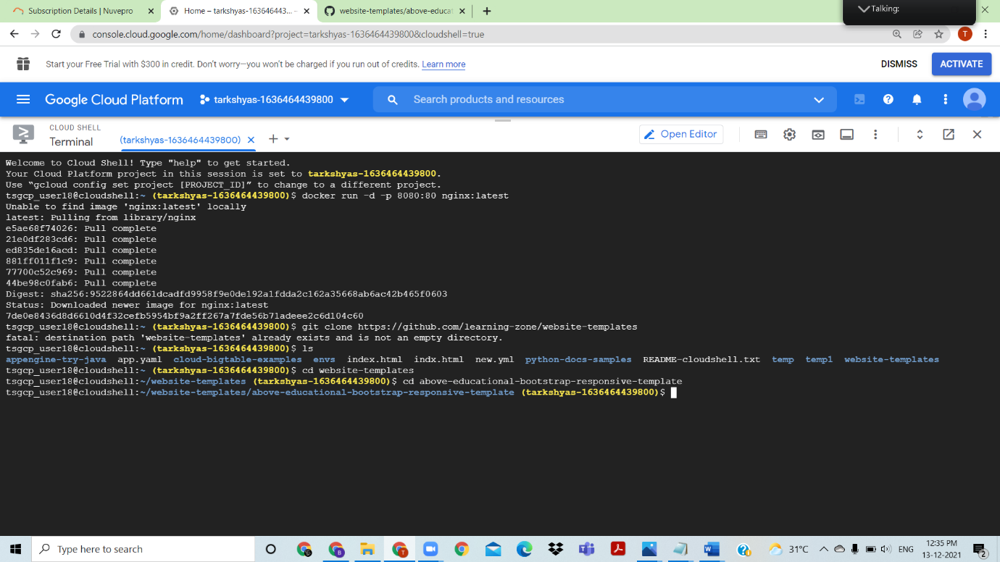 Subscription Details | Nuvepro
Home – tarkshyas-163646443... –
website-templates/above-educat
Talking:
console.cloud.google.com/home/dashboard?project=tarkshyas-1636464439800&cloudshell=true
T
Start your Free Trial with $300 in credit. Don't worry—you won't be charged if you run out of credits. Learn more
DISMISS
ACTIVATE
Google Cloud Platform
tarkshyas-1636464439800
Search products and resources
CLOUD SHELL
Terminal
(tarkshyas-1636464439800)
Open Editor
Welcome to Cloud Shell! Type "help" to get started.
Your Cloud Platform project in this session is set to tarkshyas-1636464439800.
Use “gcloud config set project [PROJECT_ID]” to change to a different project.
tsgcp_user18@cloudshell:~ (tarkshyas-1636464439800)$ docker run -d -p 8080:80 nginx:latest
Unable to find image 'nginx:latest' locally
latest: Pulling from library/nginx
e5ae68f74026: Pull complete
21e0df283cd6: Pull complete
ed835de16acd: Pull complete
881ff011f1c9: Pull complete
77700c52c969: Pull complete
44be98c0fab6: Pull complete
Digest: sha256:9522864dd661dcadfd9958f9e0de192a1fdda2c162a35668ab6ac42b465f0603
Status: Downloaded newer image for nginx:latest
7de0e8436d8d6610d4f32cefb5954bf9a2ff267a7fde56b71adeee2c6d104c60
tsgcp_user18@cloudshell:~ (tarkshyas-1636464439800)$ git clone https://github.com/learning-zone/website-templates
fatal: destination path 'website-templates' already exists and is not an empty directory.
tsgcp_user18@cloudshell:~ (tarkshyas-1636464439800)$ ls
appengine-try-java app.yaml cloud-bigtable-examples envs index.html indx.html new.yml python-docs-samples README-cloudshell.txt temp temp1 website-templates
tsgcp_user18@cloudshell:~ (tarkshyas-1636464439800)$ cd website-templates
tsgcp_user18@cloudshell:~/website-templates (tarkshyas-1636464439800)$ cd above-educational-bootstrap-responsive-template
tsgcp_user18@cloudshell:~/website-templates/above-educational-bootstrap-responsive-template (tarkshyas-1636464439800)$
Type here to search
31°C
ENG
12:35 PM
13-12-2021
2